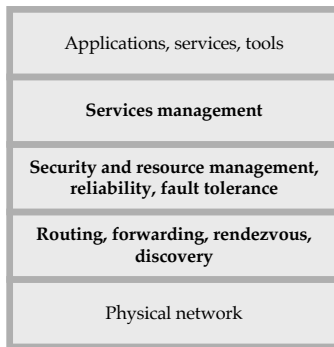 Applications, services, tools
Services management
Security and resource management,
reliability, fault tolerance
Routing, forwarding, rendezvous,
discovery
Physical network